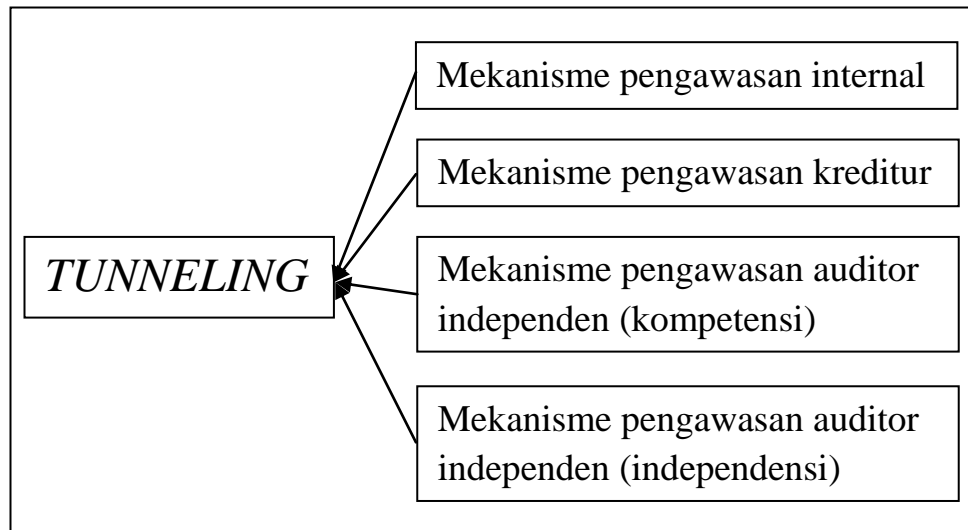 Mekanisme pengawasan internal
Mekanisme pengawasan kreditur
TUNNELING
Mekanisme pengawasan auditor
independen (kompetensi)
Mekanisme pengawasan auditor
independen (independensi)